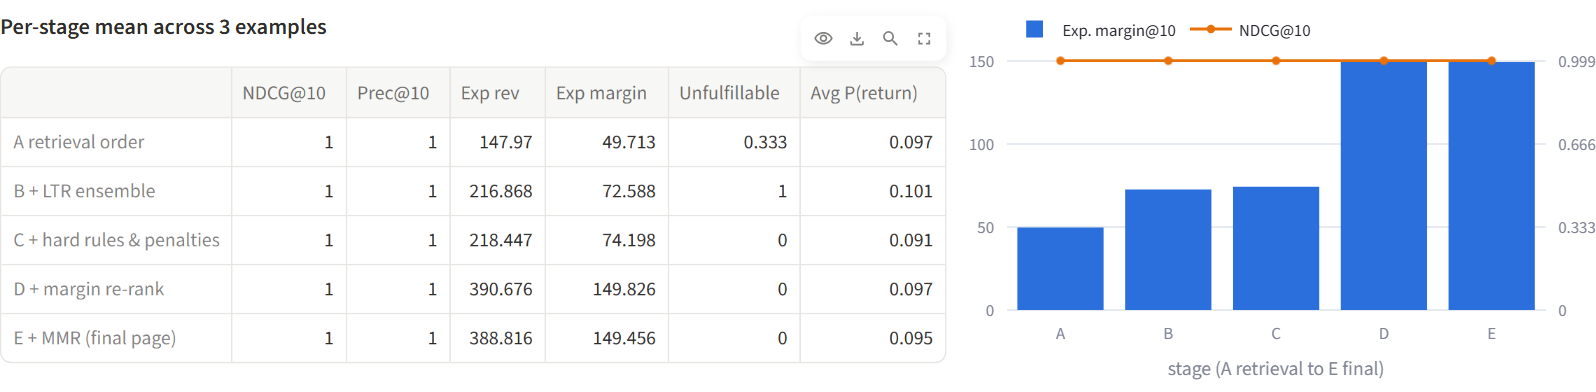 Per-stage mean across 3 examples
NDCG@10 Prec@10 Exp rev Exp margin Unfulfillable Avg P(return)
A retrieval order 1 1 147.97 49.713 0.333 0.097
B + LTR ensemble 1 1 216.868 72.588 1 0.101
C + hard rules & penalties 1 1 218.447 74.198 0 0.091
D + margin re-rank 1 1 390.676 149.826 0 0.097
E + MMR (final page) 1 1 388.816 149.456 0 0.095
Exp. margin@10 NDCG@10
150 0.999
100 0.666
50 0.333
0 0
A B C D E
stage (A retrieval to E final)